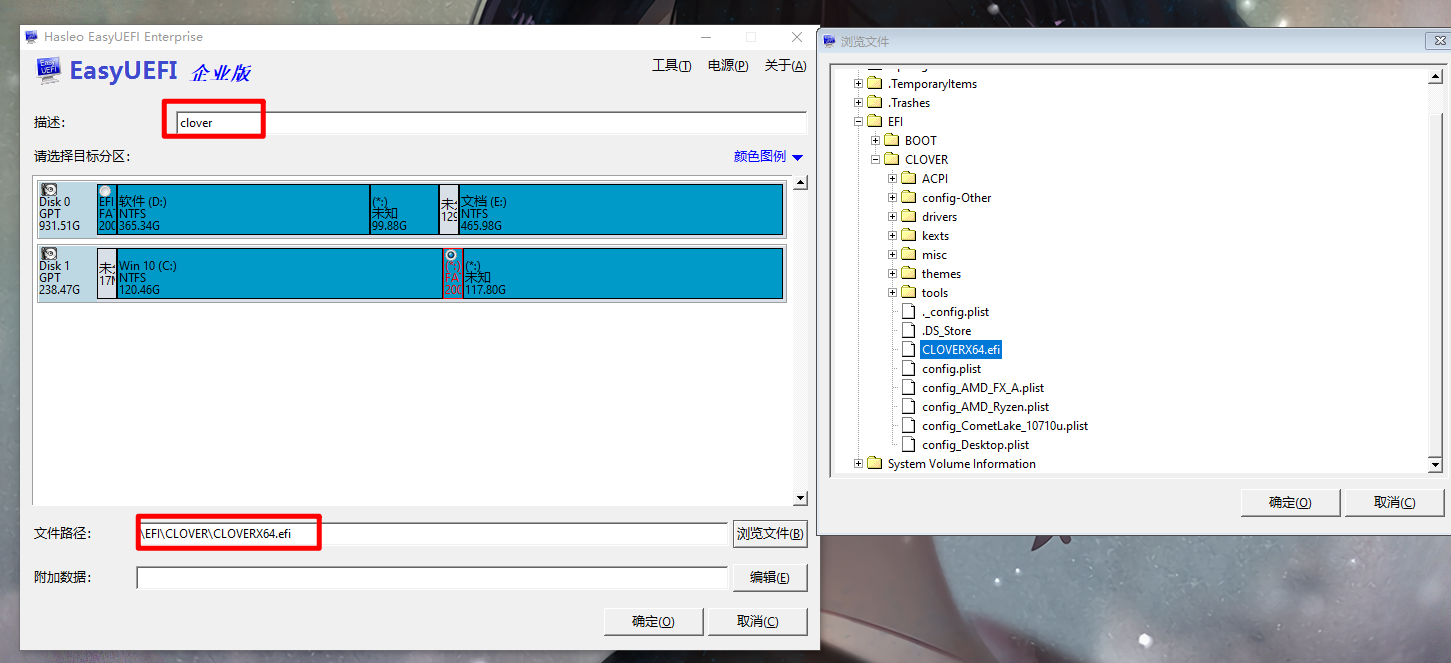 Hasleo EasyUEFI Enterprise
EasyUEFI 企业版
工具(T) 电源(P) 关于(A)
描述:
clover
请选择目标分区:
颜色图例
Disk 0
GPT
931.51G
EFI
FA
200
软件 (D:)
NTFS
365.34G
(*:)
未知
99.88G
129
文档 (E:)
NTFS
465.98G
Disk 1
GPT
238.47G
17
Win 10 (C:)
NTFS
120.46G
(*:)
FA
200
(*:)
未知
117.80G
文件路径:
\EFI\CLOVER\CLOVERX64.efi
浏览文件(B)
附加数据:
编辑(E)
确定(O)
取消(C)
浏览文件
.TemporaryItems
.Trashes
EFI
BOOT
CLOVER
ACPI
config-Other
drivers
kexts
misc
themes
tools
._config.plist
.DS_Store
CLOVERX64.efi
config.plist
config_AMD_FX_A.plist
config_AMD_Ryzen.plist
config_CometLake_10710u.plist
config_Desktop.plist
System Volume Information
确定(O)
取消(C)